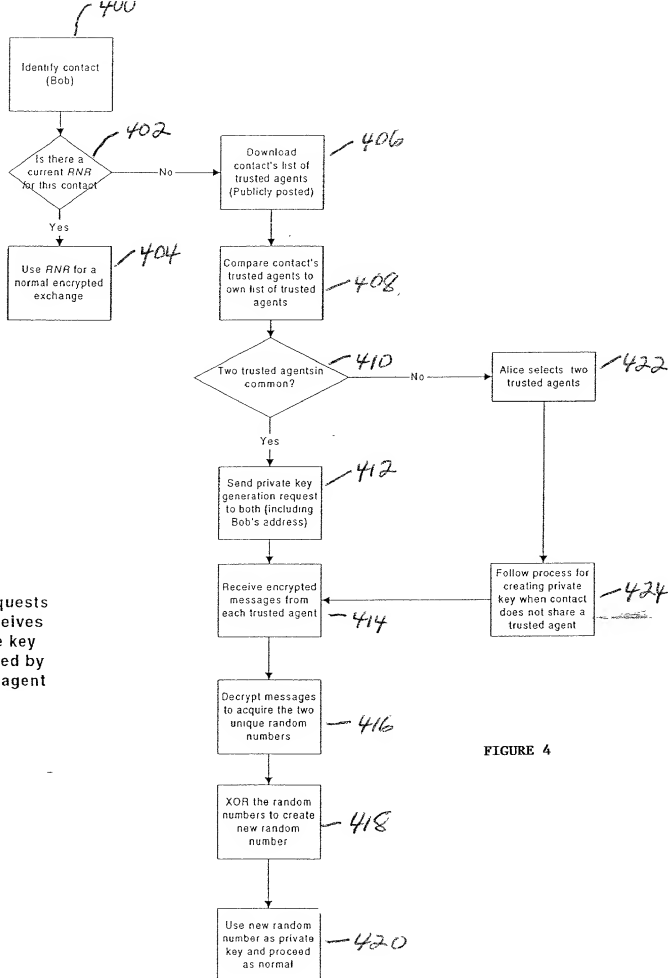 400
Identify contact
(Bob)
402
Is there a
current RNR
for this contact
No
406
Download
contact's list of
trusted agents
(Publicly posted)
Yes
404
Use RNR for a
normal encrypted
exchange
Compare contact's
trusted agents to
own list of trusted
agents
408
410
Two trusted agentsin
common?
No
Alice selects two
trusted agents
422
Yes
412
Send private key
generation request
to both (including
Bob's address)
Receive encrypted
messages from
each trusted agent
414
Follow process for
creating private
key when contact
does not share a
trusted agent
424
quests
eives
e key
ed by
agent
Decrypt messages
to acquire the two
unique random
numbers
416
FIGURE 4
XOR the random
numbers to create
new random
number
418
Use new random
number as private
key and proceed
as normal
420